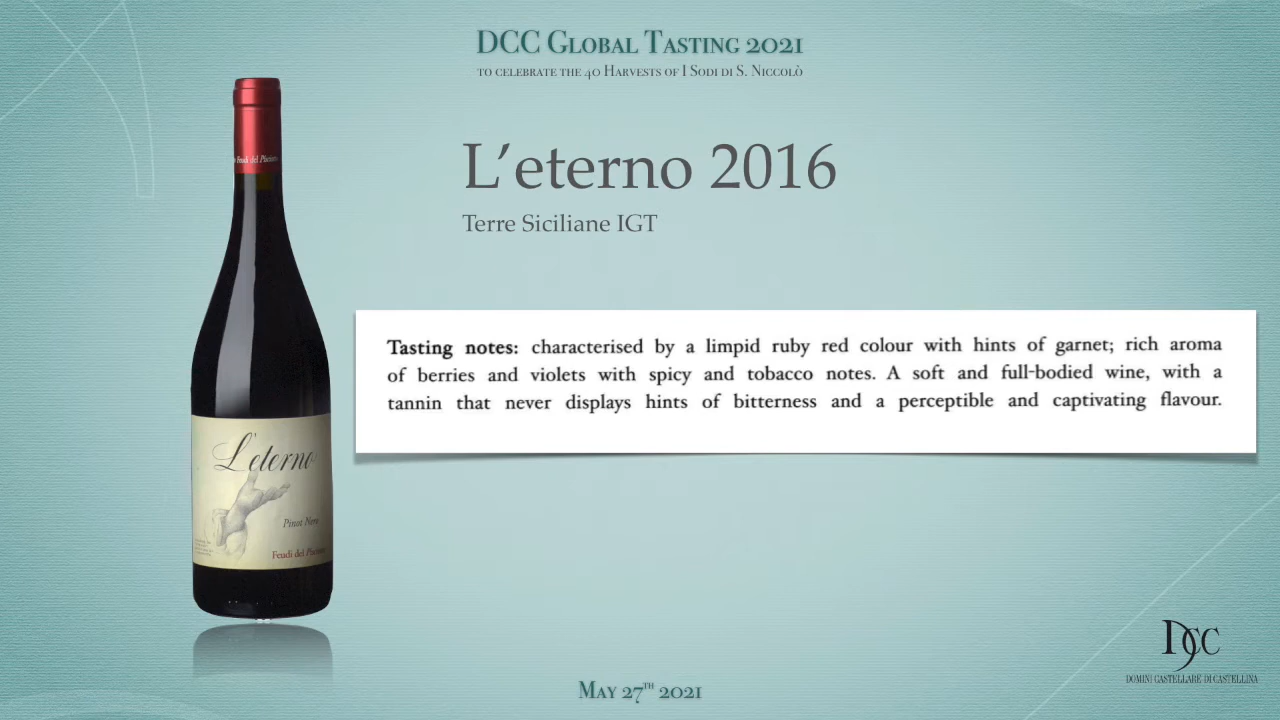 DCC Global Tasting 2021
to celebrate the 40 Harvests of I Sodi di S. Niccolò
L’eterno 2016
Terre Siciliane IGT
Feudi del Pisciotto
Tasting notes: characterised by a limpid ruby red colour with hints of garnet; rich aroma
of berries and violets with spicy and tobacco notes. A soft and full-bodied wine, with a
tannin that never displays hints of bitterness and a perceptible and captivating flavour.
L'eterno
Pinot Nero
Feudi del Pisciotto
DCC
DOMINI CASTELLARE DI CASTELLINA
May 27th 2021